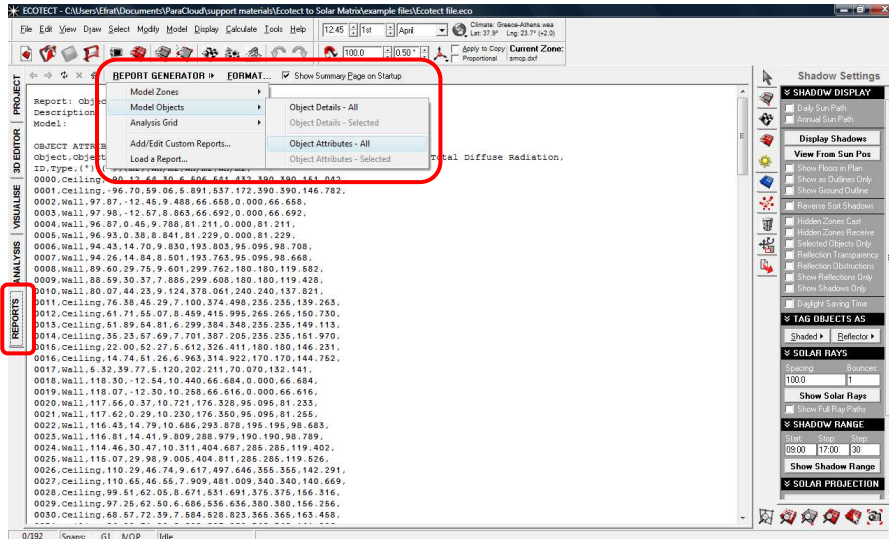 ECOTECT - C:\Users\Efrat\Documents\ParaCloud\support materials\Ecotect to Solar Matrix\example files\Ecotect file.eco
File Edit View Draw Select Modify Model Display Calculate Tools Help
12:45 1st April
Climate: Greece-Athens.wea
Lat: 37.9° Lng: 23.7° (+2.0)
100.0 0.50°
Apply to Copy
Proportional
Current Zone:
smop.dxf
REPORT GENERATOR FORMAT... Show Summary Page on Startup
PROJECT
3D EDITOR
VISUALISE
ANALYSIS
REPORTS
Model Zones
Model Objects
Analysis Grid
Add/Edit Custom Reports...
Load a Report...
Object Details - All
Object Details - Selected
Object Attributes - All
Object Attributes - Selected
Report: Objec
Description
Model:
OBJECT ATTRIB
Object,Object
Total Diffuse Radiation,
0001,Ceiling,-96.70,59.06,5.891,537.172,390.390,146.782,
0002,Wall,97.87,-12.45,9.488,66.658,0.000,66.658,
0003,Wall,97.98,-12.57,8.863,66.692,0.000,66.692,
0004,Wall,96.87,0.45,9.788,81.211,0.000,81.211,
0005,Wall,96.93,0.38,8.841,81.229,0.000,81.229,
0006,Wall,94.43,14.70,9.830,193.803,95.095,98.708,
0007,Wall,94.26,14.84,8.501,193.763,95.095,98.668,
0008,Wall,89.60,29.75,9.601,299.762,180.180,119.582,
0009,Wall,88.59,30.37,7.885,299.608,180.180,119.428,
0010,Wall,80.07,44.23,9.124,378.061,240.240,137.821,
0011,Ceiling,76.38,45.29,7.100,374.498,235.235,139.263,
0012,Ceiling,61.71,55.07,8.459,415.995,265.265,150.730,
0013,Ceiling,51.89,54.81,6.299,384.348,235.235,149.113,
0014,Ceiling,35.23,57.69,7.701,387.205,235.235,151.970,
0015,Ceiling,22.00,52.27,5.612,326.411,180.180,146.231,
0016,Ceiling,14.74,51.26,6.963,314.922,170.170,144.752,
0017,Wall,5.32,39.77,5.120,202.211,70.070,132.141,
0018,Wall,118.30,-12.54,10.440,66.684,0.000,66.684,
0019,Wall,118.07,-12.30,10.258,66.616,0.000,66.616,
0020,Wall,117.56,0.37,10.721,176.328,95.095,81.233,
0021,Wall,117.62,0.29,10.230,176.350,95.095,81.255,
0022,Wall,116.43,14.79,10.686,293.878,195.195,98.683,
0023,Wall,116.81,14.41,9.809,288.979,190.190,98.789,
0024,Wall,114.46,30.47,10.311,404.687,285.285,119.402,
0025,Wall,115.07,29.98,9.005,404.811,285.285,119.526,
0026,Ceiling,110.29,46.74,9.617,497.646,355.355,142.291,
0027,Ceiling,110.65,46.55,7.909,481.009,340.340,140.669,
0028,Ceiling,99.51,62.05,8.671,531.691,375.375,156.316,
0029,Ceiling,97.25,62.50,6.686,536.636,380.380,156.256,
0030,Ceiling,68.57,72.39,7.584,528.823,365.365,163.458,
Shadow Settings
SHADOW DISPLAY
Daily Sun Path
Annual Sun Path
Display Shadows
View From Sun Pos
Show Floors in Plan
Show as Outlines Only
Show Ground Outline
Reverse Sort Shadows
Hidden Zones Cast
Hidden Zones Receive
Selected Objects Only
Reflection Transparency
Reflection Obstructions
Show Reflections Only
Show Shadows Only
Daylight Saving Time
TAG OBJECTS AS
Shaded Reflector
SOLAR RAYS
Spacing: Bounces:
100.0 1
Show Solar Rays
Show Full Ray Paths
SHADOW RANGE
Start: Stop: Step:
09:00 17:00 30
Show Shadow Range
SOLAR PROJECTION
0/192 Snaps: GI NOP Idle